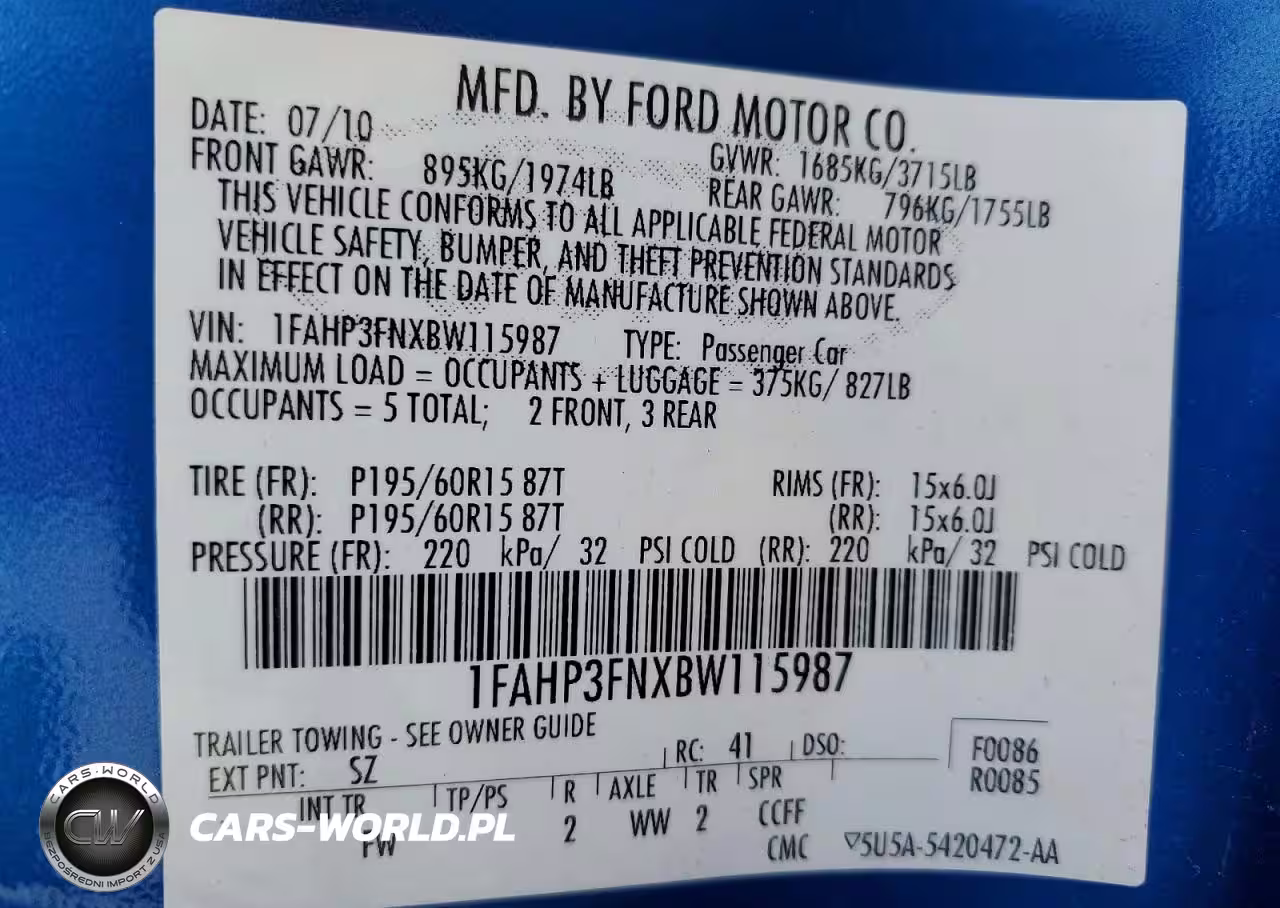 MFD. BY FORD MOTOR CO.
DATE: 07/10
GVWR: 1685KG/3715LB
FRONT GAWR: 895KG/1974LB
REAR GAWR: 796KG/1755LB
THIS VEHICLE CONFORMS TO ALL APPLICABLE FEDERAL MOTOR
VEHICLE SAFETY, BUMPER, AND THEFT PREVENTION STANDARDS
IN EFFECT ON THE DATE OF MANUFACTURE SHOWN ABOVE.
VIN: 1FAHP3FNXBW115987 TYPE: Passenger Car
MAXIMUM LOAD = OCCUPANTS + LUGGAGE = 375KG/ 827LB
OCCUPANTS = 5 TOTAL; 2 FRONT, 3 REAR
TIRE (FR): P195/60R15 87T RIMS (FR): 15x6.0J
(RR): P195/60R15 87T (RR): 15x6.0J
PRESSURE (FR): 220 kPa/ 32 PSI COLD (RR): 220 kPa/ 32 PSI COLD
1FAHP3FNXBW115987
TRAILER TOWING - SEE OWNER GUIDE
EXT PNT: SZ RC: 41 DSO: F0086
R0085
INT TR TP/PS R AXLE TR SPR
FW 2 WW 2 CCFF
CMC ▽5U5A-5420472-AA
CARS-WORLD
CW
BEZPOŚREDNI IMPORT Z USA
CARS-WORLD.PL